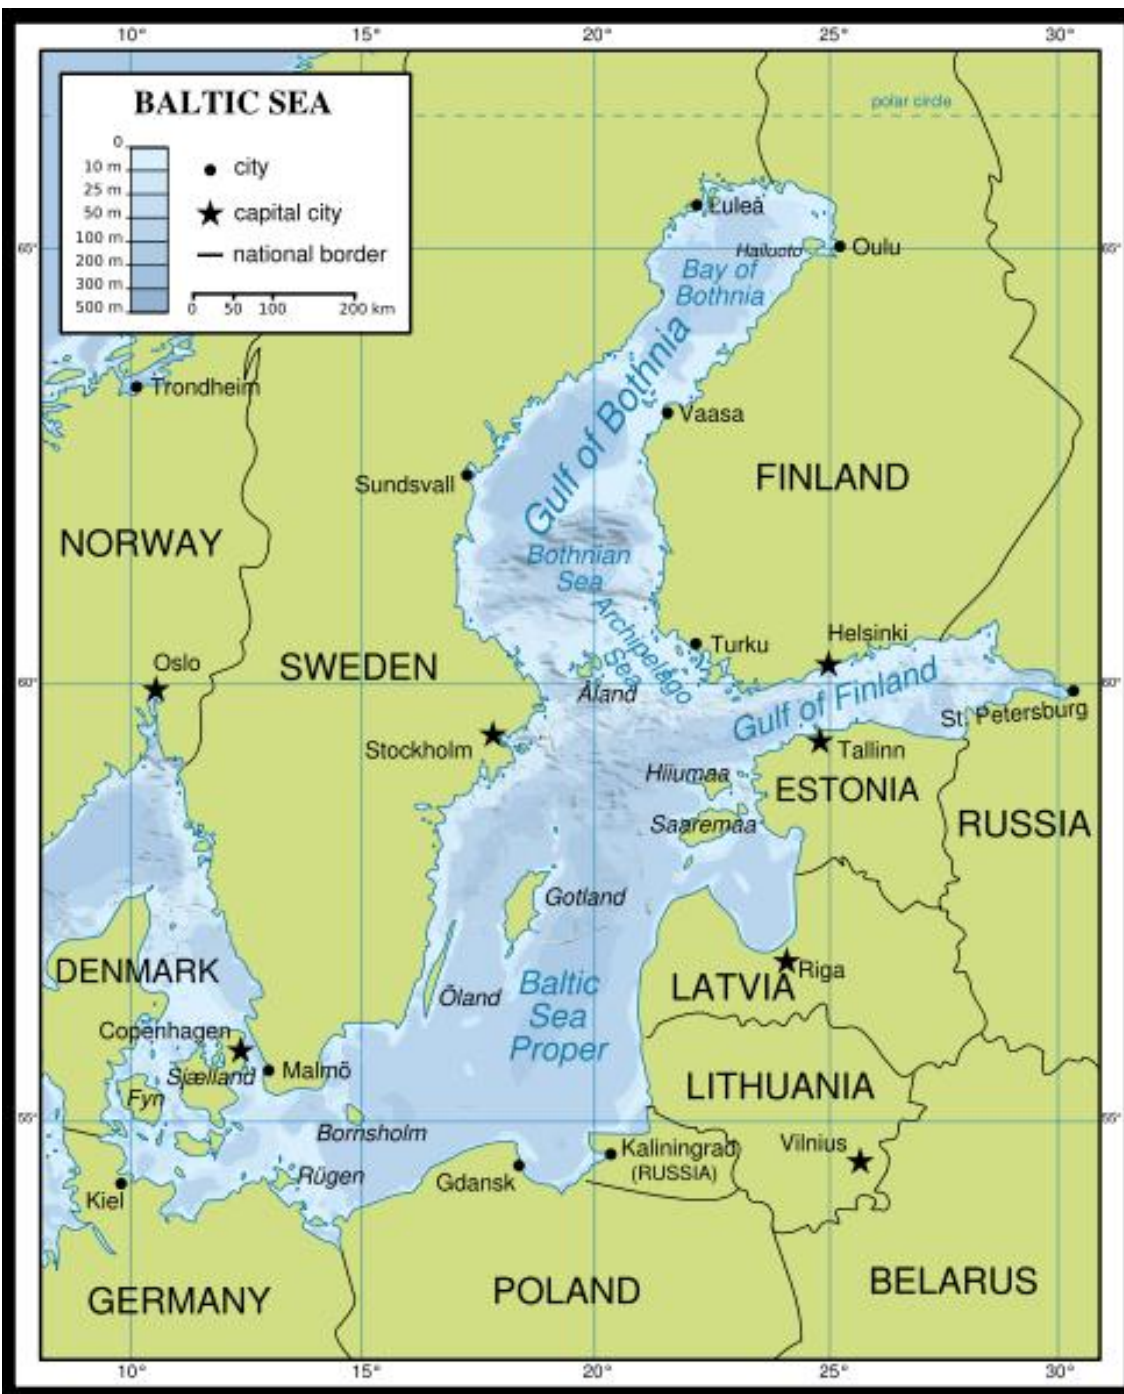 10°
15°
20°
25°
30°
BALTIC SEA
0
10 m
25 m
50 m
100 m
200 m
300 m
500 m
city
capital city
national border
0 50 100 200 km
polar circle
Luleå
65°
Hailuoto
Oulu
65°
Bay of
Bothnia
Gulf of Bothnia
Trondheim
Vaasa
Sundsvall
FINLAND
NORWAY
Bothnian
Sea
Archipelago
Sea
Turku
Helsinki
Oslo
SWEDEN
60°
Åland
Gulf of Finland
60°
St. Petersburg
Stockholm
Tallinn
Hiiumaa
ESTONIA
Saaremaa
RUSSIA
Gotland
DENMARK
Öland
Baltic
Sea
Proper
LATVIA
Riga
Copenhagen
Sjælland
Malmö
Fyn
LITHUANIA
55°
Bornsholm
Kaliningrad
(RUSSIA)
Vilnius
55°
Rügen
Gdansk
Kiel
GERMANY
POLAND
BELARUS
10°
15°
20°
25°
30°